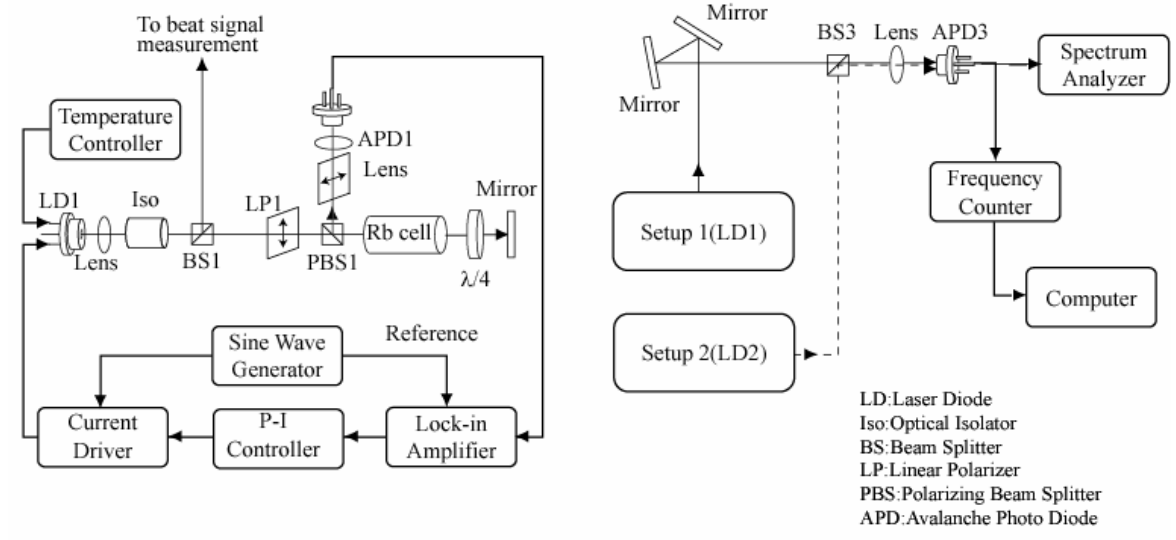 To beat signal
measurement
Temperature
Controller
LD1
Lens
Iso
BS1
LP1
APD1
Lens
PBS1
Rb cell
λ/4
Mirror
Sine Wave
Generator
Reference
Current
Driver
P-I
Controller
Lock-in
Amplifier
Mirror
Mirror
BS3
Lens
APD3
Spectrum
Analyzer
Frequency
Counter
Computer
Setup 1(LD1)
Setup 2(LD2)
LD:Laser Diode
Iso:Optical Isolator
BS:Beam Splitter
LP:Linear Polarizer
PBS:Polarizing Beam Splitter
APD:Avalanche Photo Diode